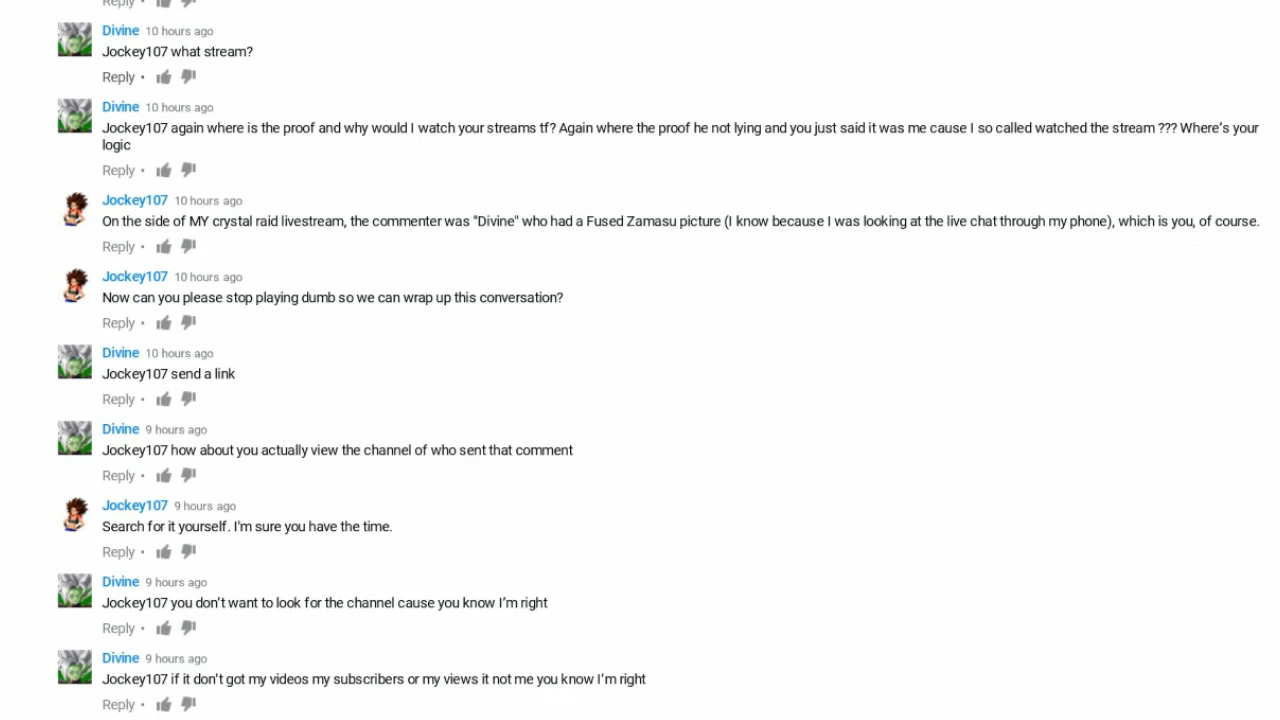 Reply •
Divine 10 hours ago
Jockey107 what stream?
Reply •
Divine 10 hours ago
Jockey107 again where is the proof and why would I watch your streams tf? Again where the proof he not lying and you just said it was me cause I so called watched the stream ??? Where's your
logic
Reply •
Jockey107 10 hours ago
On the side of MY crystal raid livestream, the commenter was "Divine" who had a Fused Zamasu picture (I know because I was looking at the live chat through my phone), which is you, of course.
Reply •
Jockey107 10 hours ago
Now can you please stop playing dumb so we can wrap up this conversation?
Reply •
Divine 10 hours ago
Jockey107 send a link
Reply •
Divine 9 hours ago
Jockey107 how about you actually view the channel of who sent that comment
Reply •
Jockey107 9 hours ago
Search for it yourself. I'm sure you have the time.
Reply •
Divine 9 hours ago
Jockey107 you don't want to look for the channel cause you know I'm right
Reply •
Divine 9 hours ago
Jockey107 if it don't got my videos my subscribers or my views it not me you know I'm right
Reply •